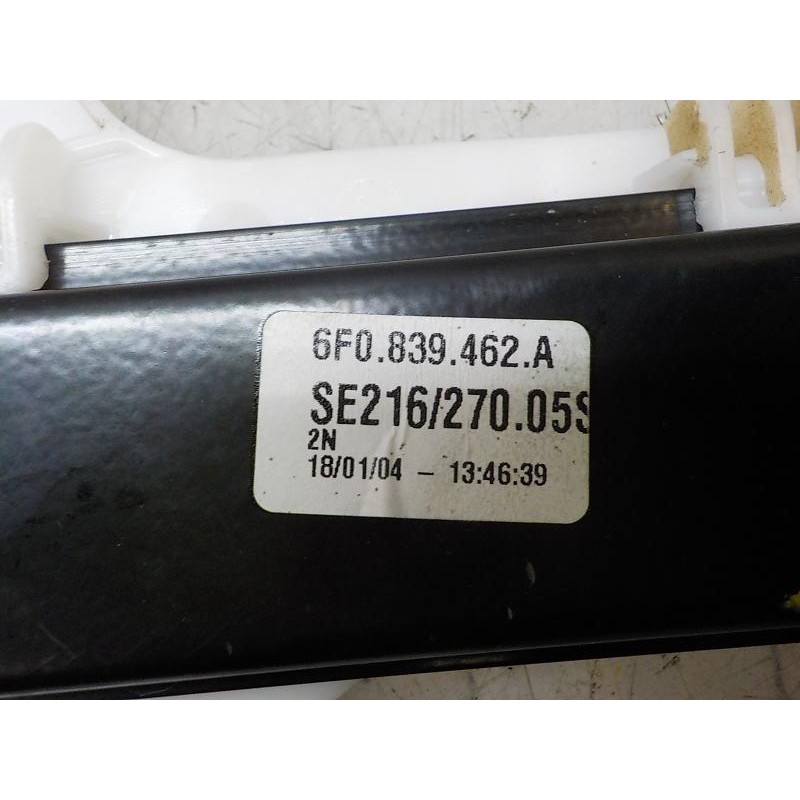 6F0.839.462.A
SE216/270.05S
2N
18/01/04 - 13:46:39